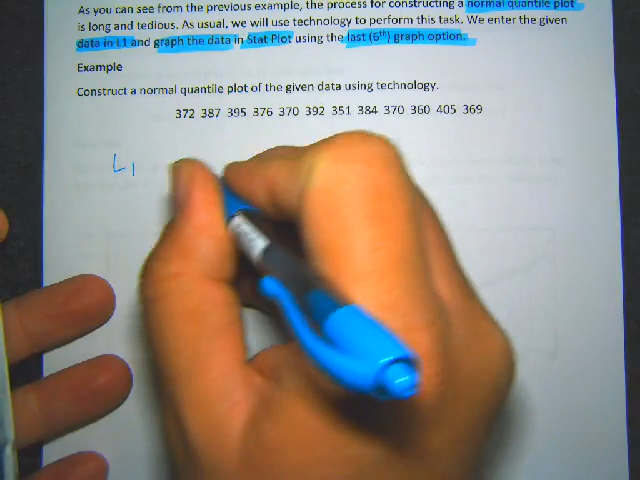 As you can see from the previous example, the process for constructing a normal quantile plot
is long and tedious. As usual, we will use technology to perform this task. We enter the given
data in L1 and graph the data in Stat Plot using the last (6th) graph option.
Example
Construct a normal quantile plot of the given data using technology.
372 387 395 376 370 392 351 384 370 360 405 369
L1